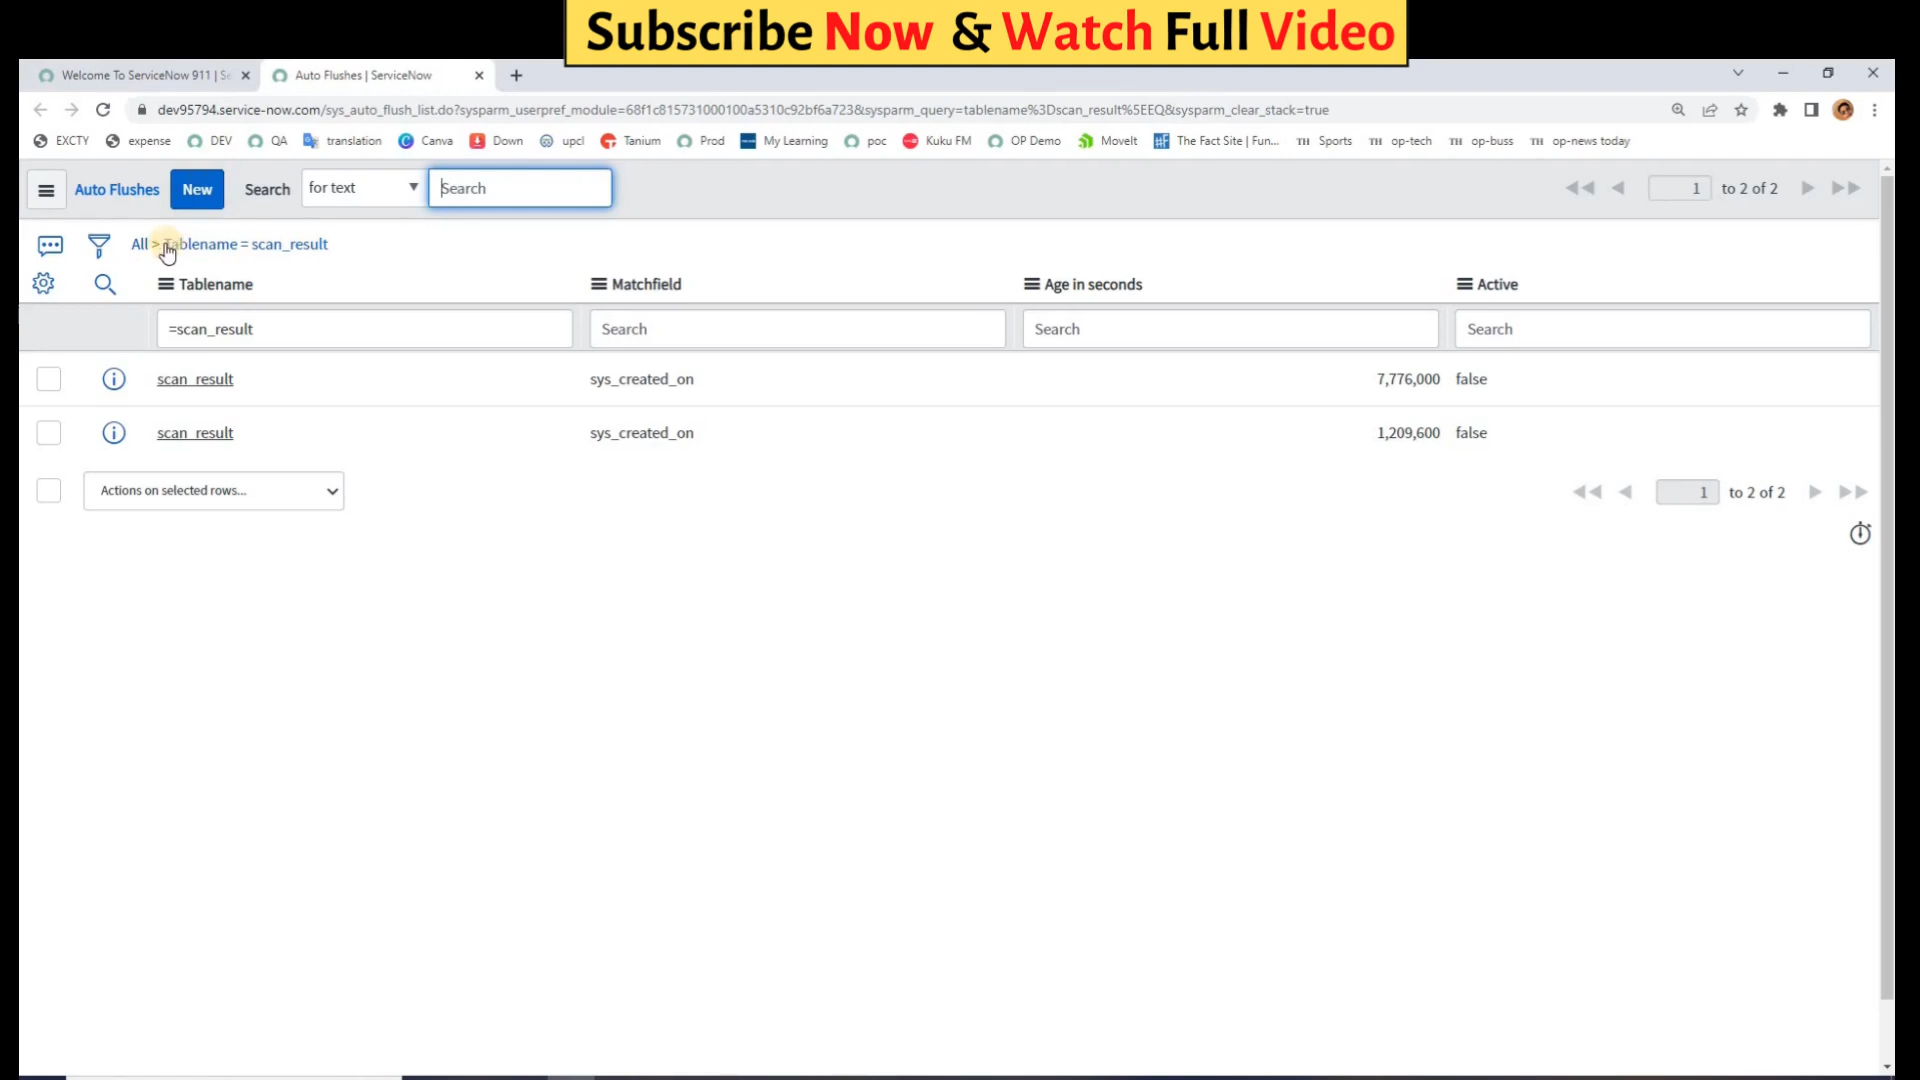 Subscribe Now & Watch Full Video
Welcome To ServiceNow 911 | Se
Auto Flushes | ServiceNow
dev95794.service-now.com/sys_auto_flush_list.do?sysparm_userpref_module=68f1c815731000100a5310c92bf6a723&sysparm_query=tablename%3Dscan_result%5EEQ&sysparm_clear_stack=true
EXCTY expense DEV QA translation Canva Down upcl Tanium Prod My Learning poc Kuku FM OP Demo MoveIt #F The Fact Site | Fun... TH Sports TH op-tech TH op-buss TH op-news today
Auto Flushes New Search for text Search 1 to 2 of 2
All > Tablename = scan_result
Tablename Matchfield Age in seconds Active
=scan_result Search Search Search
scan_result sys_created_on 7,776,000 false
scan_result sys_created_on 1,209,600 false
Actions on selected rows... 1 to 2 of 2